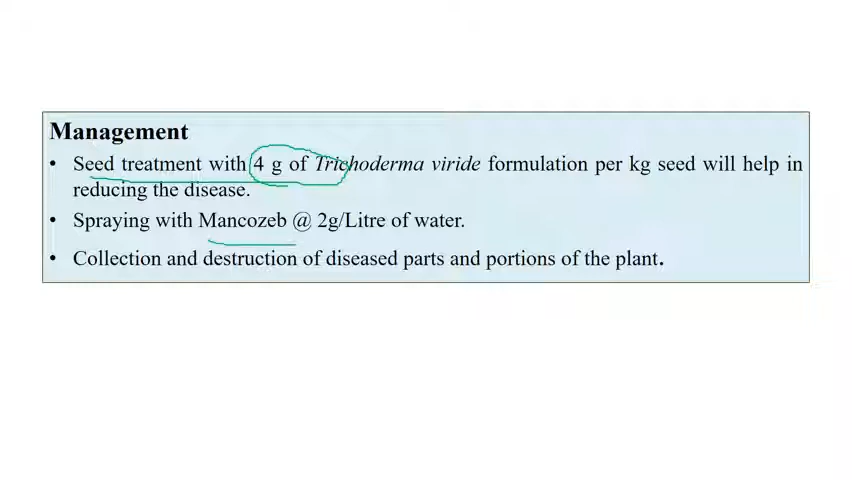 Management
• Seed treatment with 4 g of Trichoderma viride formulation per kg seed will help in
reducing the disease.
• Spraying with Mancozeb @ 2g/Litre of water.
• Collection and destruction of diseased parts and portions of the plant.